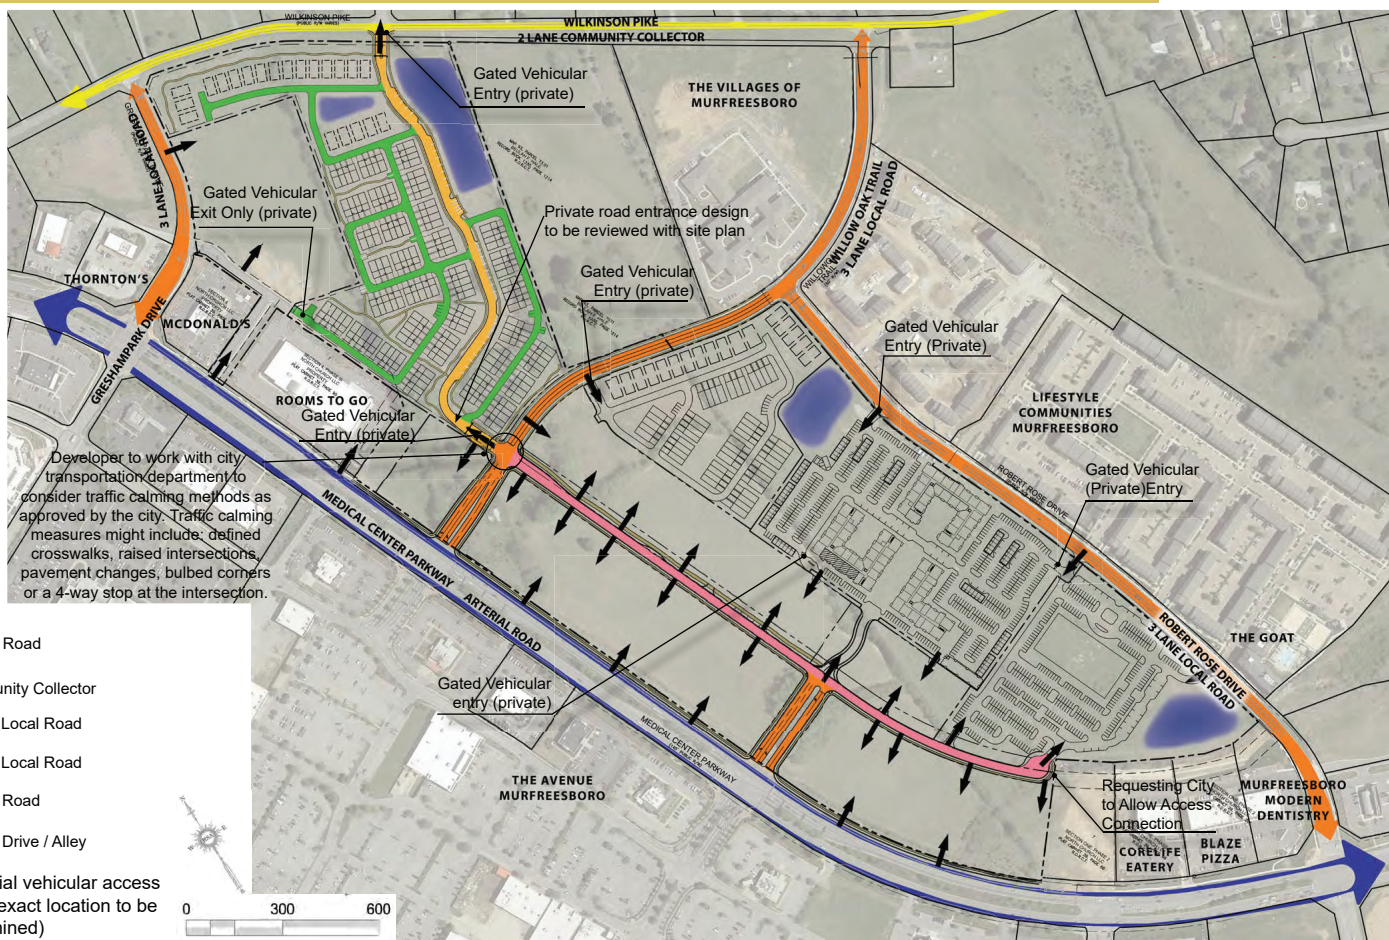 WILKINSON PIKE
WILKINSON PIKE
2 LANE COMMUNITY COLLECTOR
Gated Vehicular
Entry (private)
THE VILLAGES OF
MURFREESBORO
3 LANE LOCAL ROAD
Gated Vehicular
Exit Only (private)
Private road entrance design
to be reviewed with site plan
WILLOW OAK TRAIL
3 LANE LOCAL ROAD
Gated Vehicular
Entry (private)
THORNTON'S
MCDONALD'S
GRESHAMPARK DRIVE
Gated Vehicular
Entry (Private)
ROOMS TO GO
Gated Vehicular
Entry (private)
LIFESTYLE
COMMUNITIES
MURFREESBORO
Developer to work with city
transportation department to
consider traffic calming methods as
approved by the city. Traffic calming
measures might include: defined
crosswalks, raised intersections,
pavement changes, bulbed corners
or a 4-way stop at the intersection.
Gated Vehicular
(Private)Entry
ROBERT ROSE DRIVE
MEDICAL CENTER PARKWAY
ARTERIAL ROAD
ROBERT ROSE DRIVE
3 LANE LOCAL ROAD
THE GOAT
Gated Vehicular
entry (private)
MEDICAL CENTER PARKWAY
THE AVENUE
MURFREESBORO
Requesting City
to Allow Access
Connection
MURFREESBORO
MODERN
DENTISTRY
CORELIFE
EATERY
BLAZE
PIZZA
Road
unity Collector
Local Road
Local Road
Road
Drive / Alley
ial vehicular access
exact location to be
nined)
0 300 600